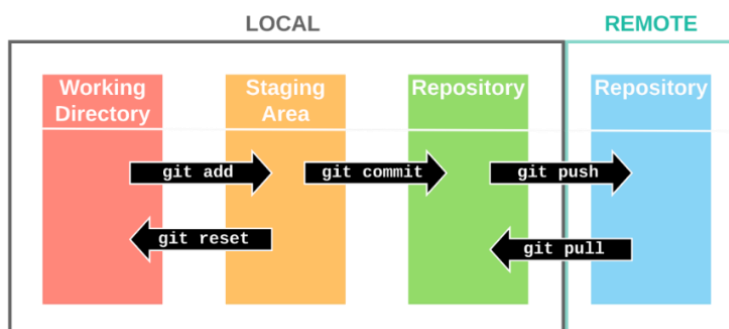 LOCAL
REMOTE
Working
Directory
Staging
Area
Repository
Repository
git add
git commit
git push
git reset
git pull